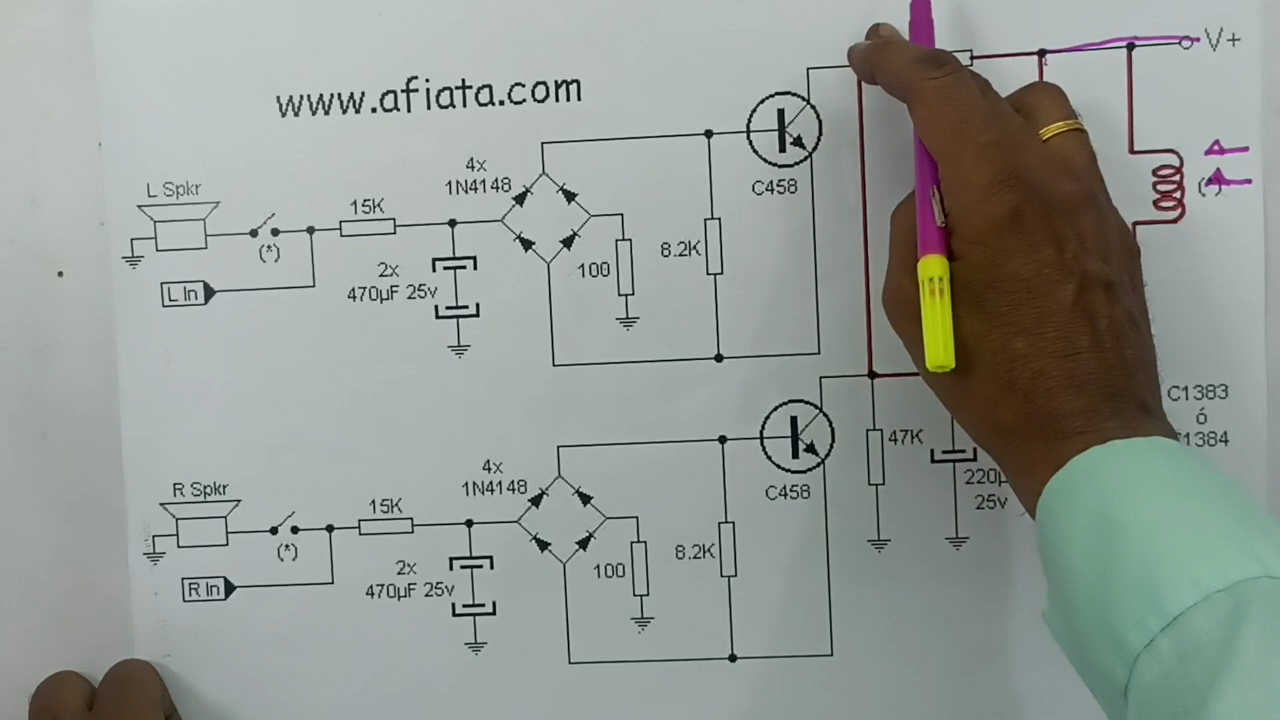 V+
www.afiata.com
4x
1N4148
C458
L Spkr
15K
(*)
L In
2x
470µF 25v
100
8.2K
C1383
ó
1384
47K
220µ
25v
4x
1N4148
C458
R Spkr
15K
(*)
R In
2x
470µF 25v
100
8.2K